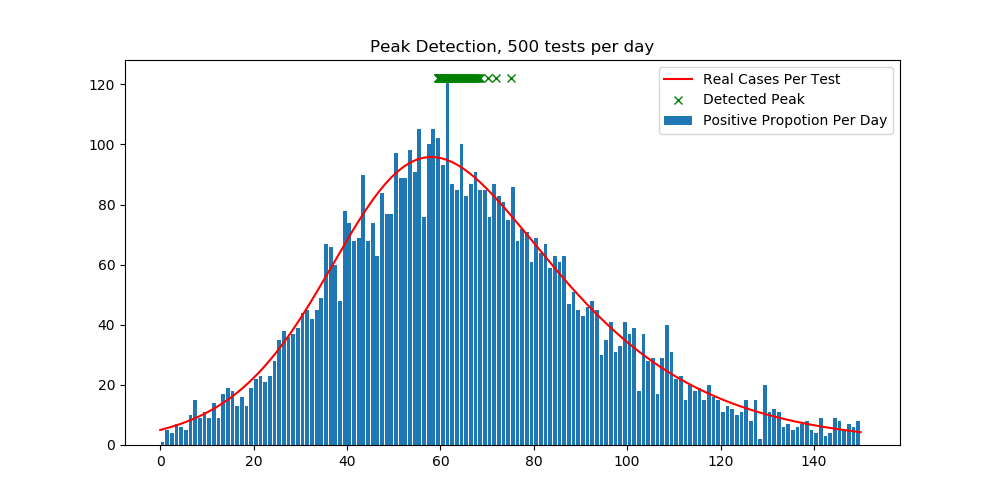 Peak Detection, 500 tests per day
Real Cases Per Test
Detected Peak
Positive Propotion Per Day
120
100
80
60
40
20
0
0 20 40 60 80 100 120 140